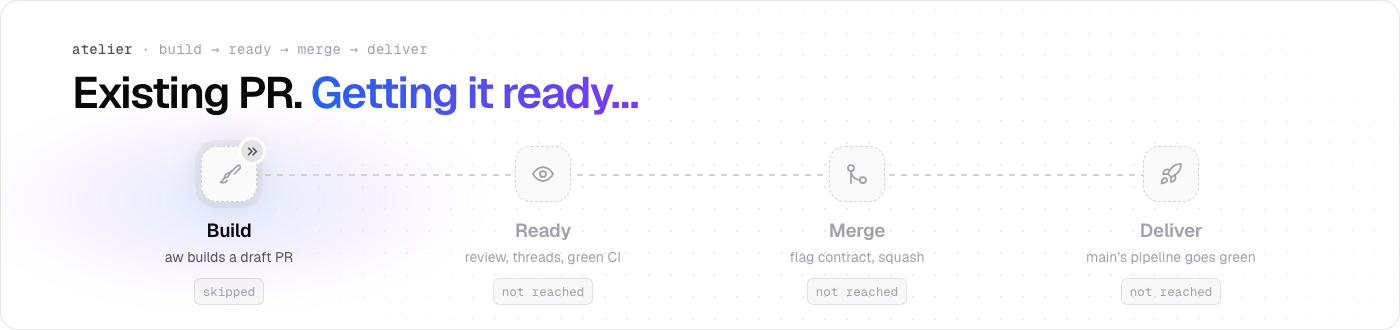 atelier · build → ready → merge → deliver
Existing PR. Getting it ready…
Build
aw builds a draft PR
skipped
Ready
review, threads, green CI
not reached
Merge
flag contract, squash
not reached
Deliver
main's pipeline goes green
not reached